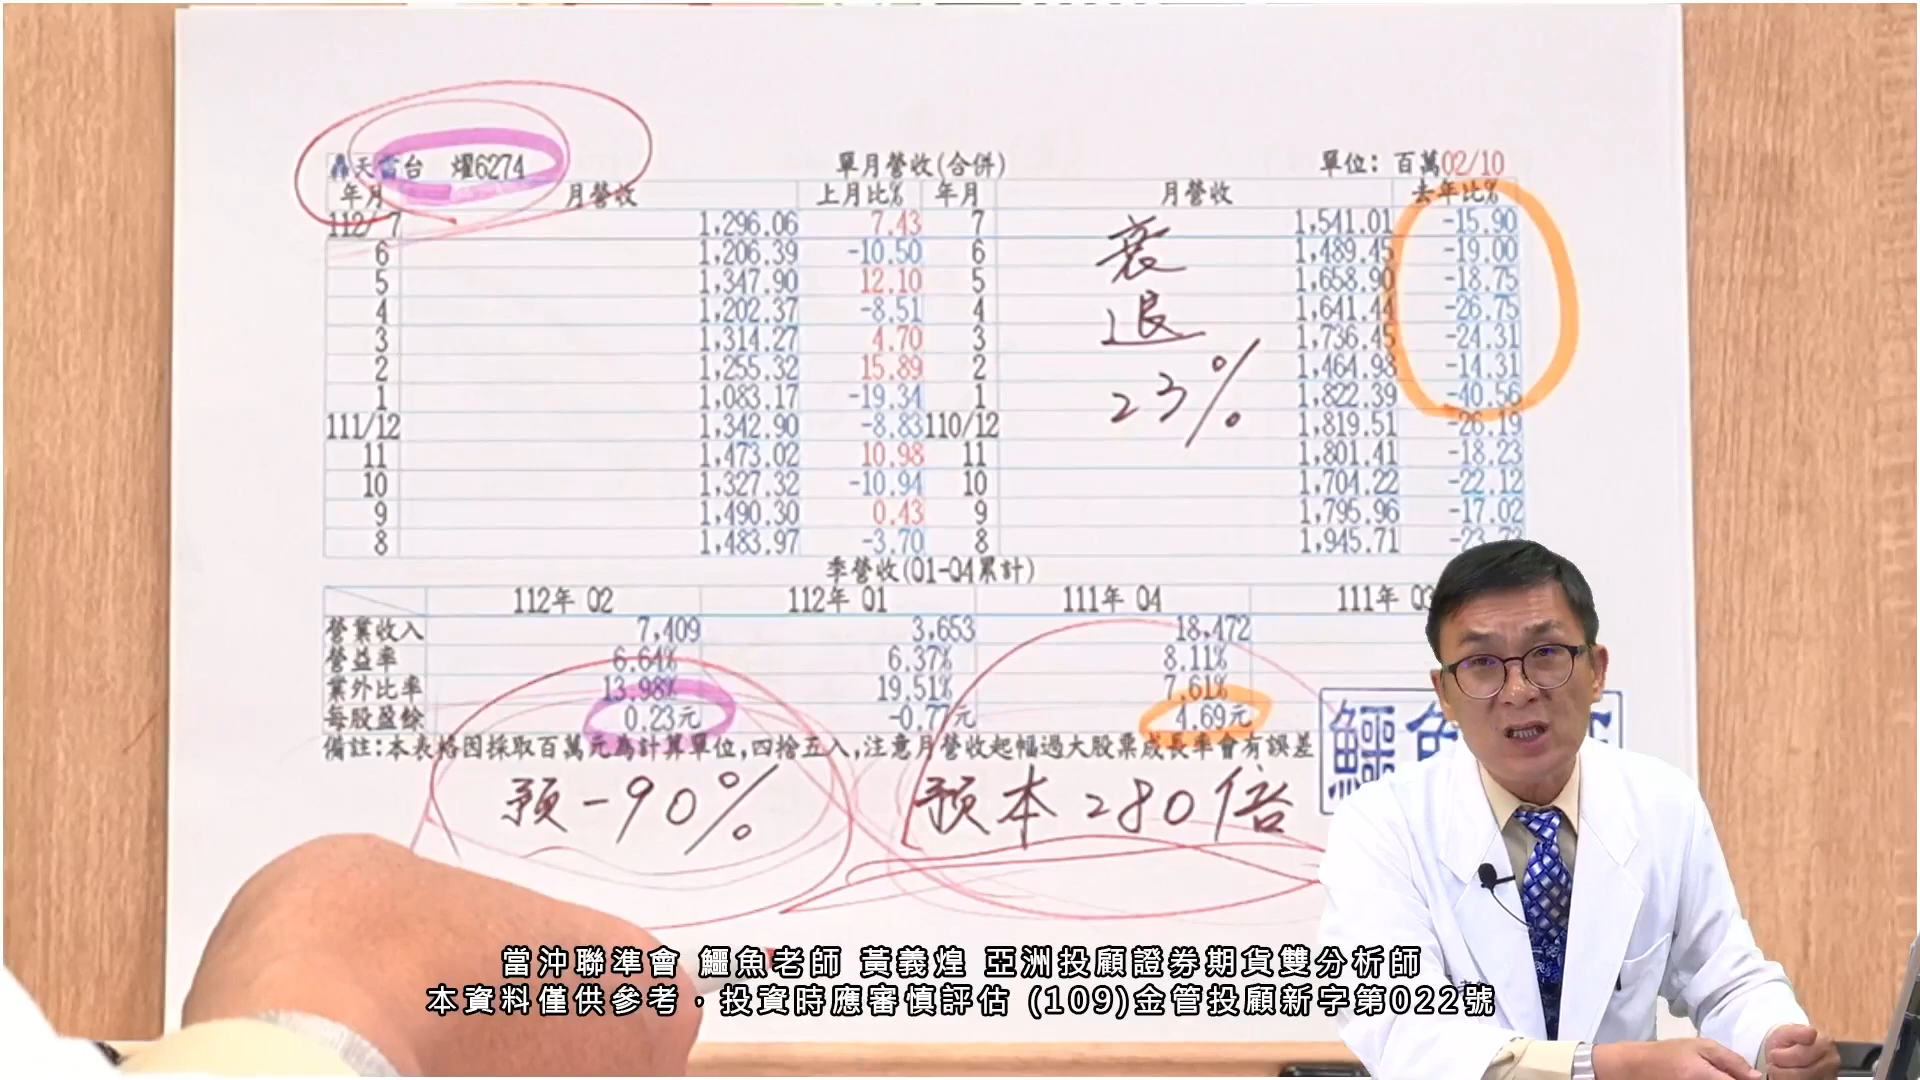 轟天雷台 燿6274 單月營收(合併) 單位: 百萬02/10
年月 月營收 上月比% 年月 月營收 去年比%
112/ 7 1,296.06 7.43 7 1,541.01 -15.90
6 1,206.39 -10.50 6 1,489.45 -19.00
5 1,347.90 12.10 5 1,658.90 -18.75
4 1,202.37 -8.51 4 1,641.44 -26.75
3 1,314.27 4.70 3 1,736.45 -24.31
2 1,255.32 15.89 2 1,464.98 -14.31
1 1,083.17 -19.34 1 1,822.39 -40.56
111/12 1,342.90 -8.83 110/12 1,819.51 -26.19
11 1,473.02 10.98 11 1,801.41 -18.23
10 1,327.32 -10.94 10 1,704.22 -22.12
9 1,490.30 0.43 9 1,795.96 -17.02
8 1,483.97 -3.70 8 1,945.71
衰
退
23%
季營收(Q1-Q4累計)
112年 Q2 112年 Q1 111年 Q4 111年
營業收入 7,409 3,653 18,472
營益率 6.64% 6.37% 8.11%
業外比率 13.98% 19.51% 7.61%
每股盈餘 0.23元 -0.77元 4.69元
備註:本表格因採取百萬元為計算單位,四捨五入,注意月營收起幅過大股票成長率會有誤差
鱷
預-90% 預本280倍
當沖聯準會 鱷魚老師 黃義煌 亞洲投顧證券期貨雙分析師
本資料僅供參考，投資時應審慎評估 (109)金管投顧新字第022號